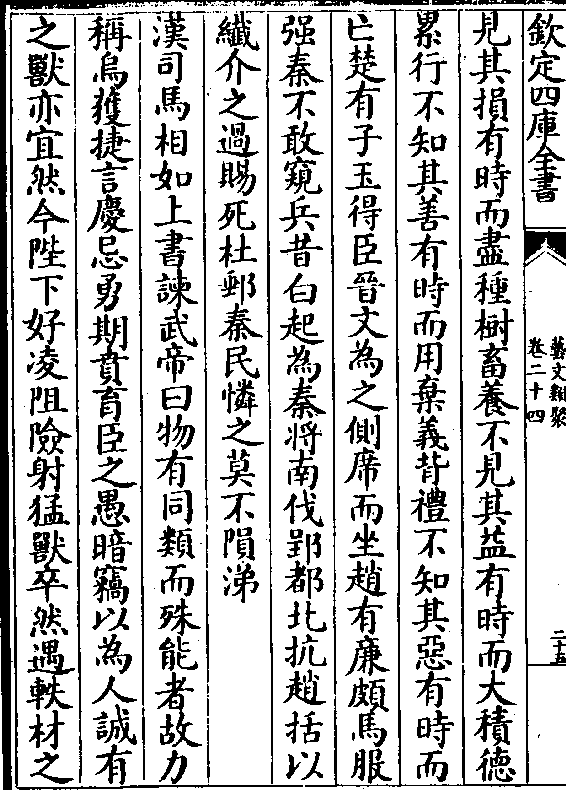 欽定四庫全書
藝文類聚
卷二十四
二十五
見其損有時而盡種樹畜養不見其益有時而大積德
累行不知其善有時而用棄義背禮不知其惡有時而
亡楚有子玉得臣晉文為之側席而坐趙有廉頗馬服
强秦不敢窺兵昔白起為秦將南伐郢都北抗趙括以
纖介之過賜死杜郵秦民憐之莫不隕涕
漢司馬相如上書諫武帝曰物有同類而殊能者故力
稱烏獲捷言慶忌勇期賁育臣之愚暗竊以為人誠有
之獸亦宜然今陛下好凌阻險射猛獸卒然遇軼材之